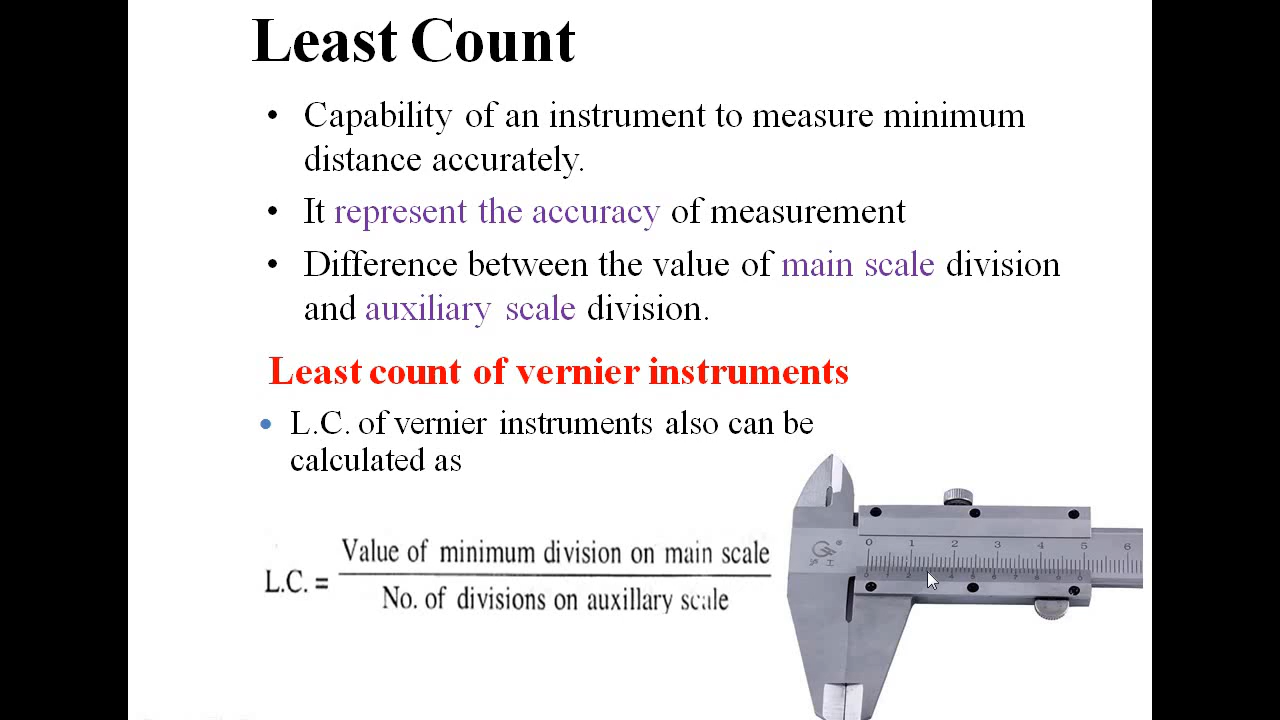 Least Count
• Capability of an instrument to measure minimum
distance accurately.
• It represent the accuracy of measurement
• Difference between the value of main scale division
and auxiliary scale division.
Least count of vernier instruments
• L.C. of vernier instruments also can be
calculated as
L.C. =
Value of minimum division on main scale
No. of divisions on auxillary scale
0 1 2 3 4 5 6